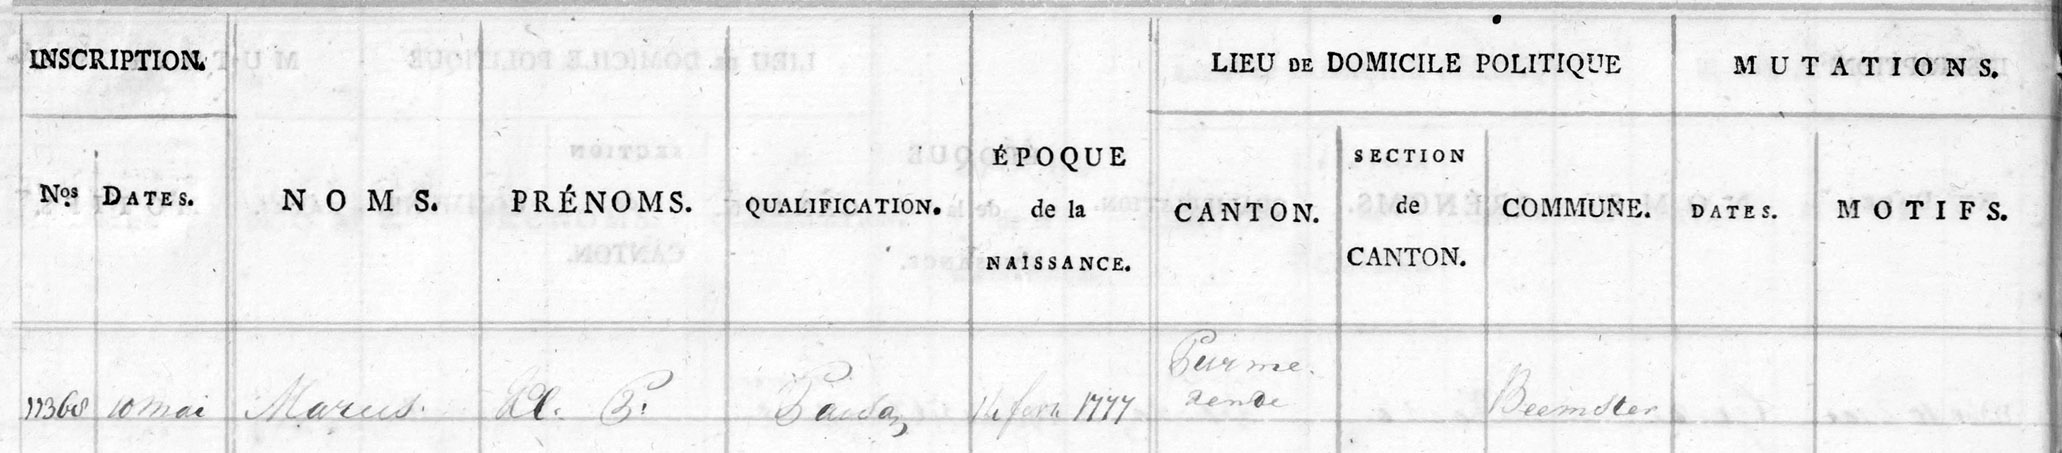 INSCRIPTION.
LIEU DE DOMICILE POLITIQUE
MUTATIONS.
Nos. DATES.
NOMS.
PRÉNOMS.
QUALIFICATION.
ÉPOQUE
de la
NAISSANCE.
CANTON.
SECTION
de
CANTON.
COMMUNE.
DATES.
MOTIFS.
11368 10 mai Marcus. P. 1777 Purme-
rende Beemster